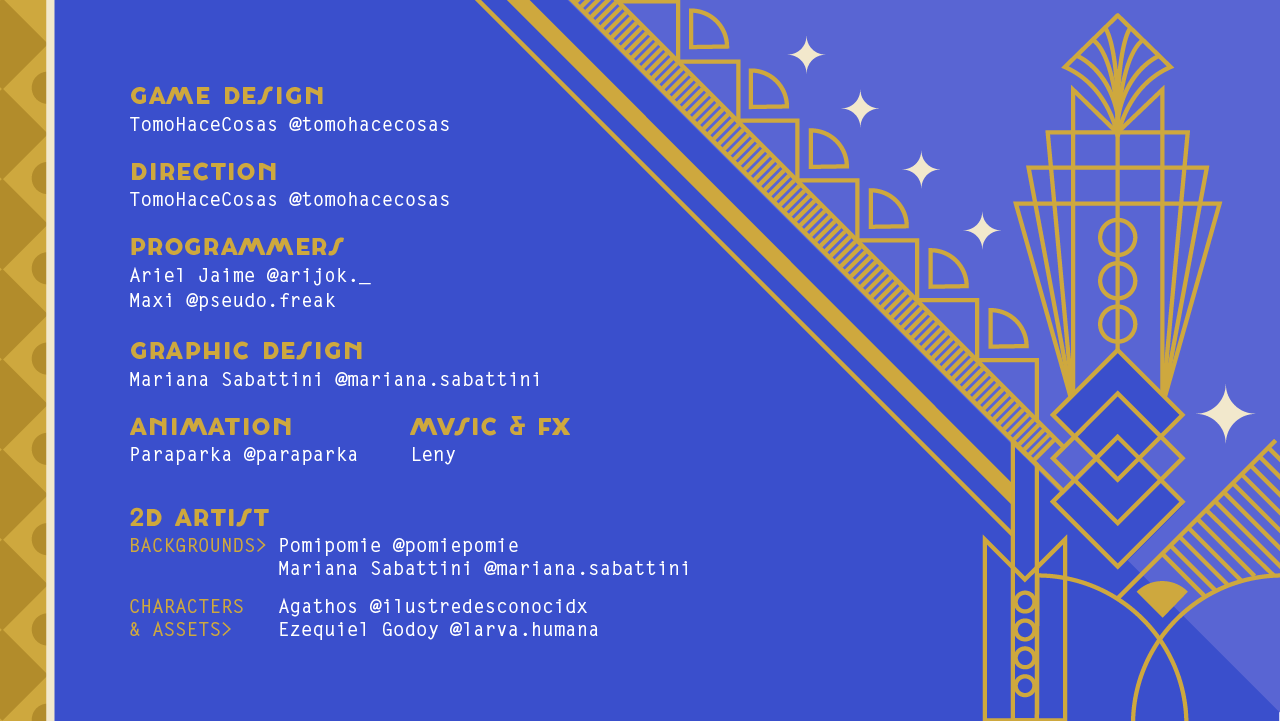 GAME DESIGN
TomoHaceCosas @tomohacecosas
DIRECTION
TomoHaceCosas @tomohacecosas
PROGRAMMERS
Ariel Jaime @arijok._
Maxi @pseudo.freak
GRAPHIC DESIGN
Mariana Sabattini @mariana.sabattini
ANIMATION
Paraparka @paraparka
MVSIC & FX
Leny
2D ARTIST
BACKGROUNDS> Pomipomie @pomiepomie
Mariana Sabattini @mariana.sabattini
CHARACTERS
& ASSETS>
Agathos @ilustredesconocidx
Ezequiel Godoy @larva.humana